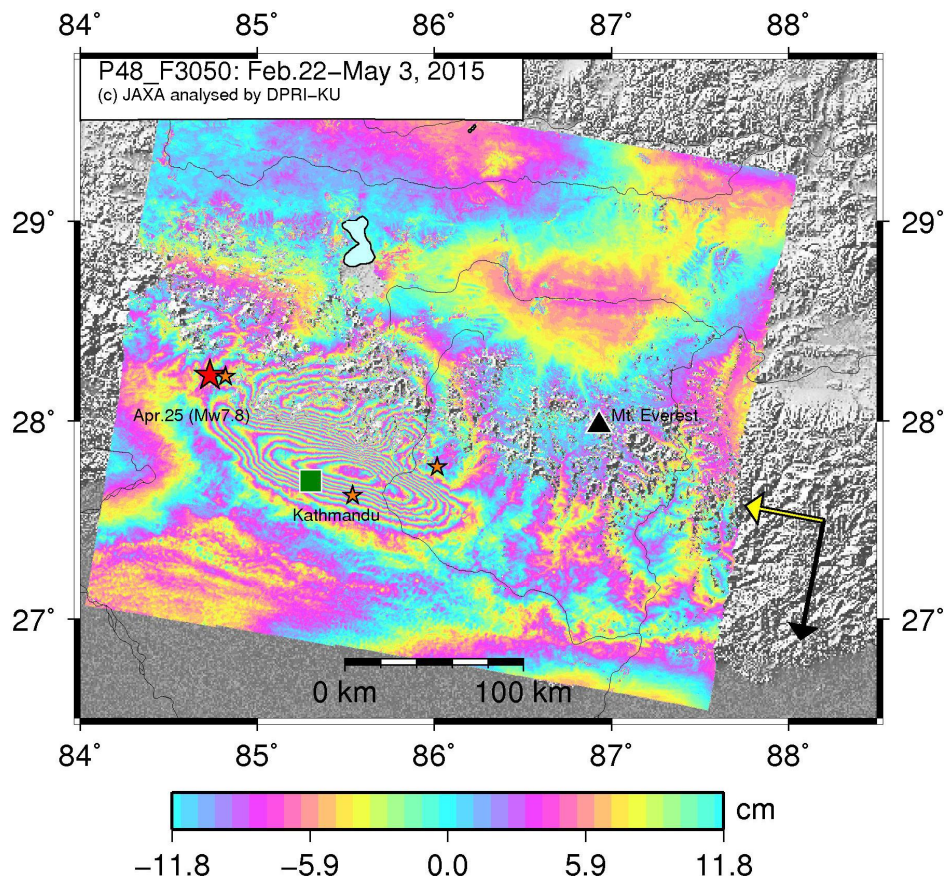 84° 85° 86° 87° 88°
P48_F3050: Feb.22−May 3, 2015
(c) JAXA analysed by DPRI−KU
29° 29°
Apr.25 (Mw7.8)
Mt. Everest
28° 28°
Kathmandu
27° 27°
0 km 100 km
84° 85° 86° 87° 88°
cm
−11.8 −5.9 0.0 5.9 11.8